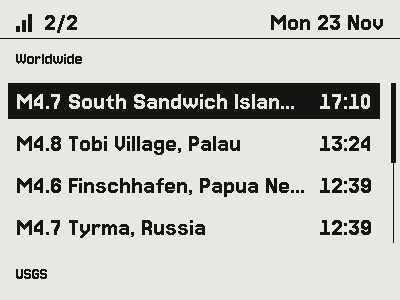 2/2 Mon 23 Nov
Worldwide
M4.7 South Sandwich Islan... 17:10
M4.8 Tobi Village, Palau 13:24
M4.6 Finschhafen, Papua Ne... 12:39
M4.7 Tyrma, Russia 12:39
USGS